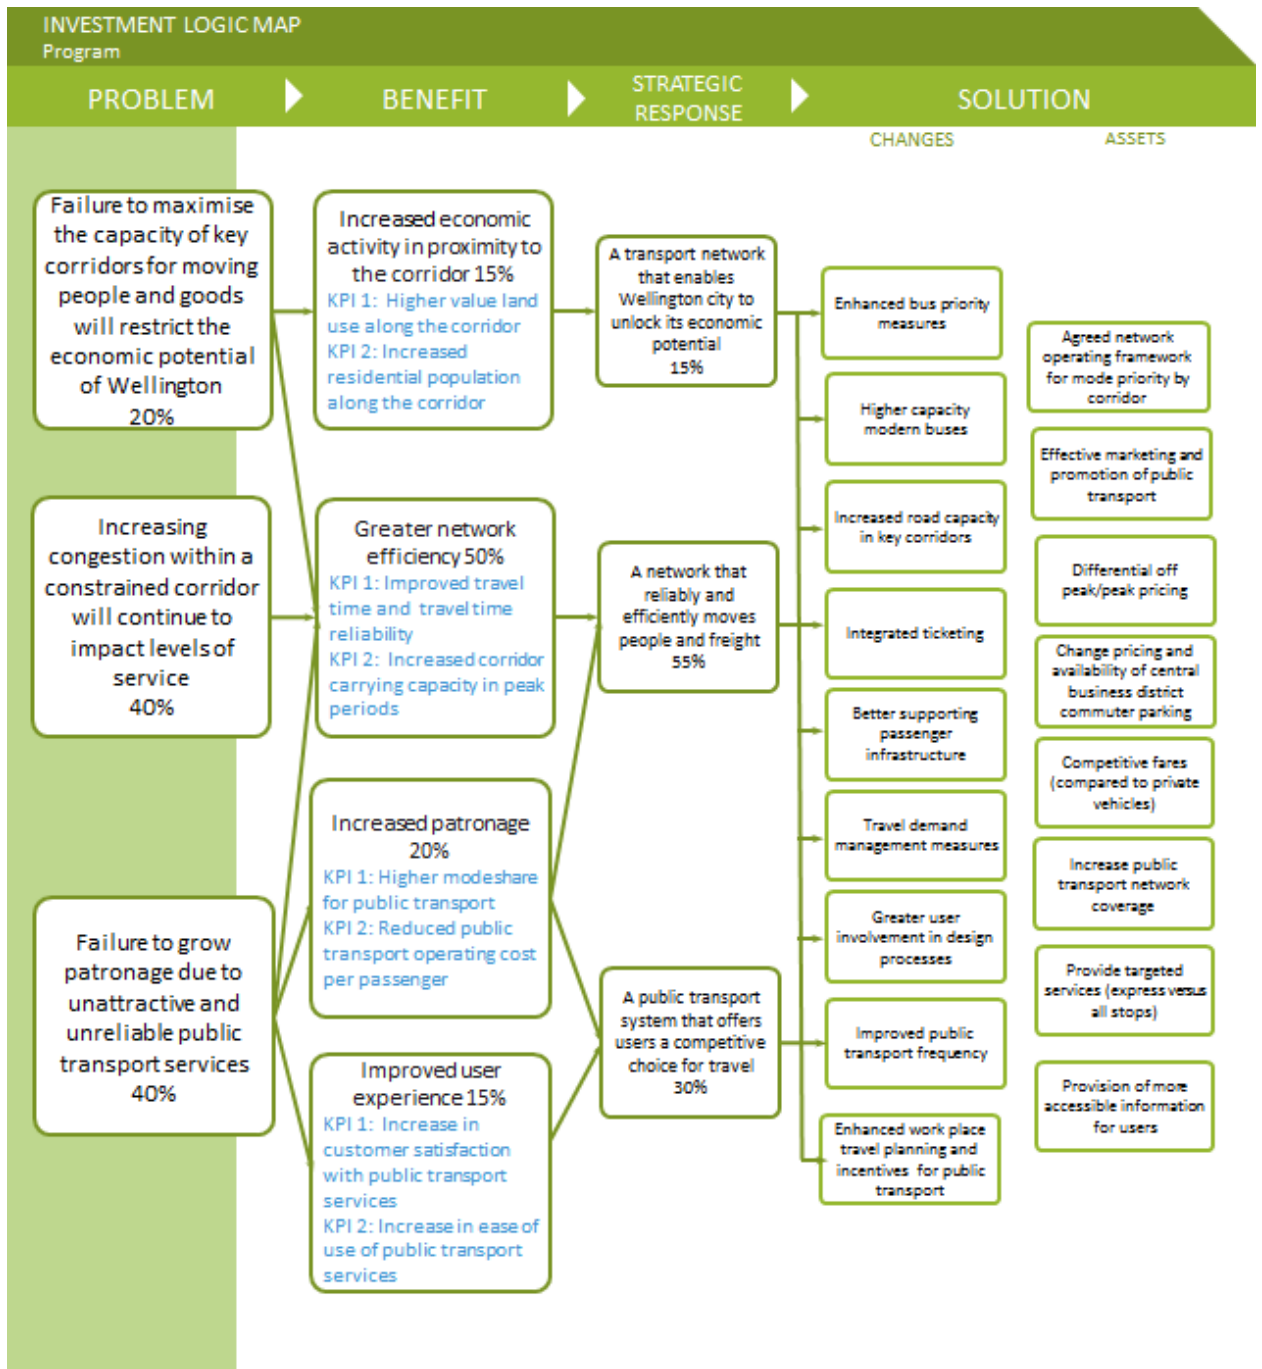 INVESTMENT LOGIC MAP
Program
PROBLEM
BENEFIT
STRATEGIC
RESPONSE
SOLUTION
CHANGES
ASSETS
Failure to maximise
the capacity of key
corridors for moving
people and goods
will restrict the
economic potential
of Wellington
20%
Increasing
congestion within a
constrained corridor
will continue to
impact levels of
service
40%
Failure to grow
patronage due to
unattractive and
unreliable public
transport services
40%
Increased economic
activity in proximity to
the corridor 15%
KPI 1: Higher value land
use along the corridor
KPI 2: Increased
residential population
along the corridor
Greater network
efficiency 50%
KPI 1: Improved travel
time and travel time
reliability
KPI 2: Increased corridor
carrying capacity in peak
periods
Increased patronage
20%
KPI 1: Higher modeshare
for public transport
KPI 2: Reduced public
transport operating cost
per passenger
Improved user
experience 15%
KPI 1: Increase in
customer satisfaction
with public transport
services
KPI 2: Increase in ease of
use of public transport
services
A transport network
that enables
Wellington city to
unlock its economic
potential
15%
A network that
reliably and
efficiently moves
people and freight
55%
A public transport
system that offers
users a competitive
choice for travel
30%
Enhanced bus priority
measures
Higher capacity
modern buses
Increased road capacity
in key corridors
Integrated ticketing
Better supporting
passenger
infrastructure
Travel demand
management measures
Greater user
involvement in design
processes
Improved public
transport frequency
Enhanced work place
travel planning and
incentives for public
transport
Agreed network
operating framework
for mode priority by
corridor
Effective marketing and
promotion of public
transport
Differential off
peak/peak pricing
Change pricing and
availability of central
business district
commuter parking
Competitive fares
(compared to private
vehicles)
Increase public
transport network
coverage
Provide targeted
services (express versus
all stops)
Provision of more
accessible information
for users